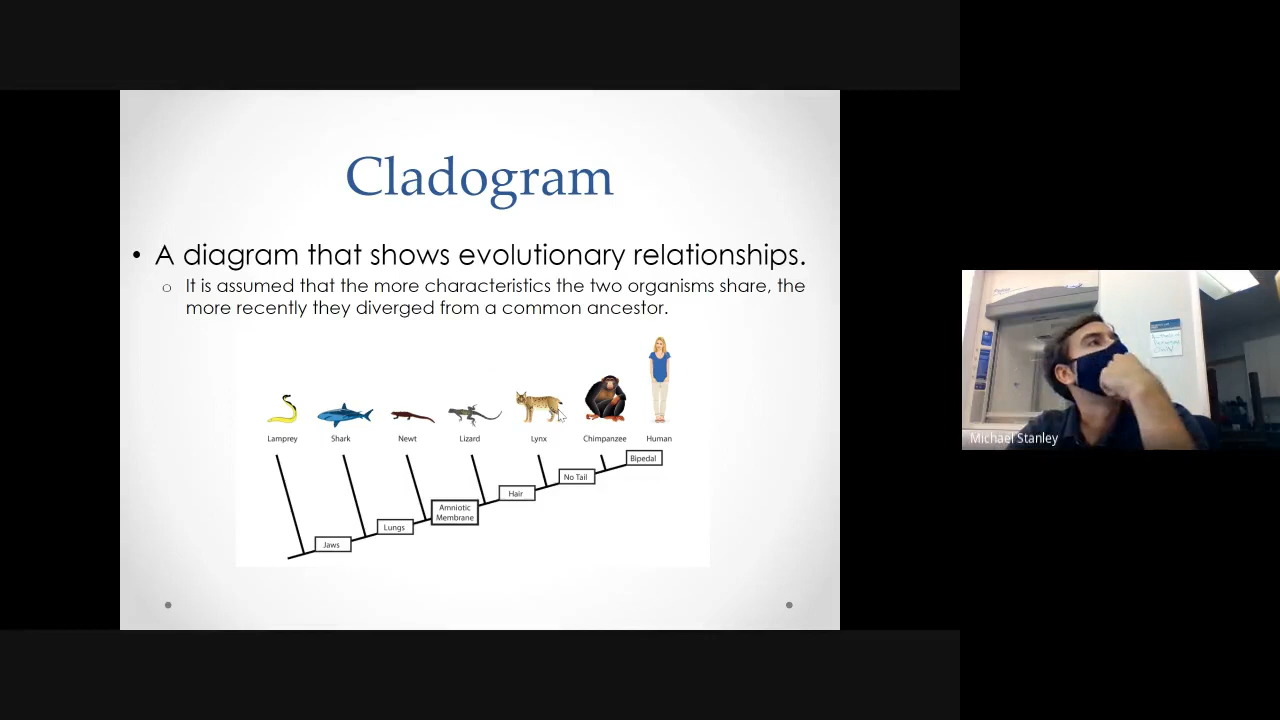 Cladogram
• A diagram that shows evolutionary relationships.
o It is assumed that the more characteristics the two organisms share, the
more recently they diverged from a common ancestor.
Lamprey Shark Newt Lizard Lynx Chimpanzee Human
Bipedal
No Tail
Hair
Amniotic
Membrane
Lungs
Jaws
Michael Stanley